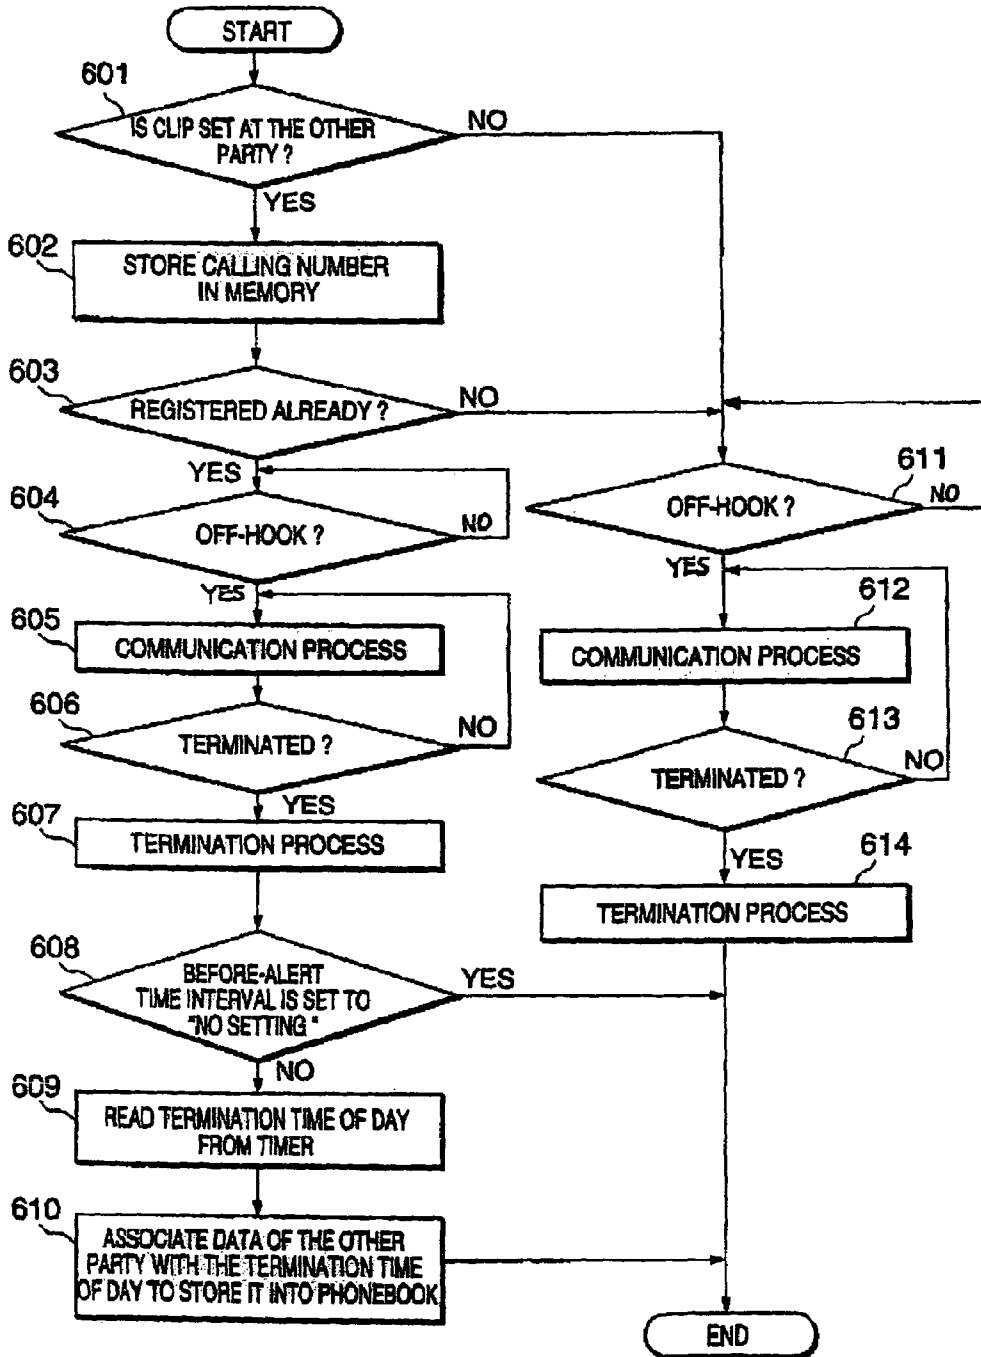 START
601
IS CLIP SET AT THE OTHER
PARTY ?
NO
YES
602
STORE CALLING NUMBER
IN MEMORY
603
REGISTERED ALREADY ?
NO
YES
604
OFF-HOOK ?
NO
YES
605
COMMUNICATION PROCESS
606
TERMINATED ?
NO
YES
607
TERMINATION PROCESS
608
BEFORE-ALERT
TIME INTERVAL IS SET TO
"NO SETTING "
YES
NO
609
READ TERMINATION TIME OF DAY
FROM TIMER
610
ASSOCIATE DATA OF THE OTHER
PARTY WITH THE TERMINATION TIME
OF DAY TO STORE IT INTO PHONEBOOK
611
OFF-HOOK ?
NO
YES
612
COMMUNICATION PROCESS
613
TERMINATED ?
NO
YES
614
TERMINATION PROCESS
END